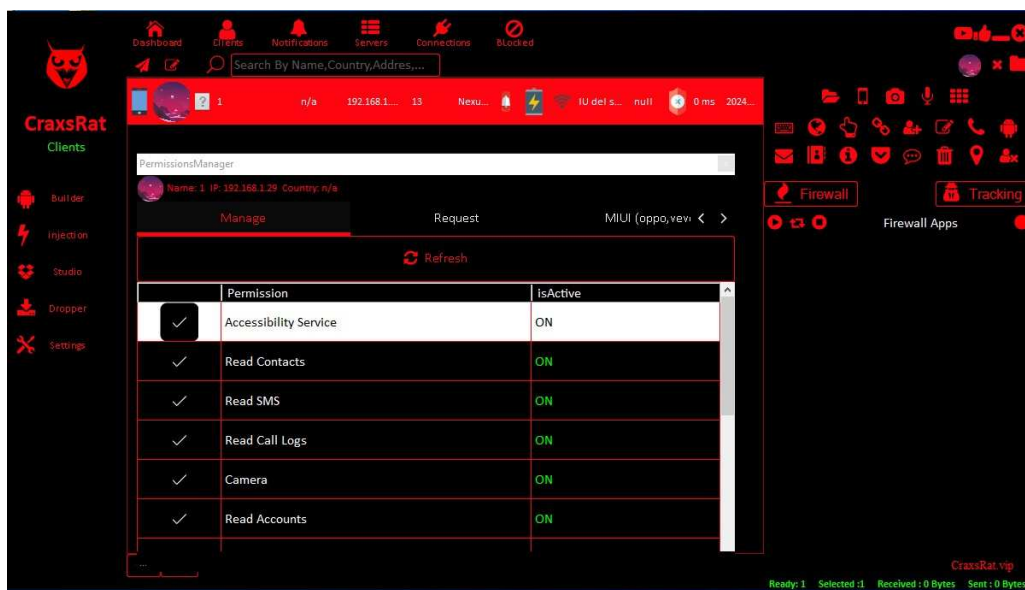 Dashboard Clients Notifications Servers Connections BLocked
Search By Name,Country,Addres,...
CraxsRat
Clients
1 n/a 192.168.1.... 13 Nexu... IU del s... null 0 ms 2024...
PermissionsManager
Name: 1 IP: 192.168.1.29 Country: n/a
Builder
injection
Studio
Dropper
Settings
Manage Request MIUI (oppo,vev
Refresh
Permission isActive
Accessibility Service ON
Read Contacts ON
Read SMS ON
Read Call Logs ON
Camera ON
Read Accounts ON
...
Firewall Tracking
Firewall Apps
CraxsRat.vip
Ready: 1 Selected :1 Received : 0 Bytes Sent : 0 Bytes